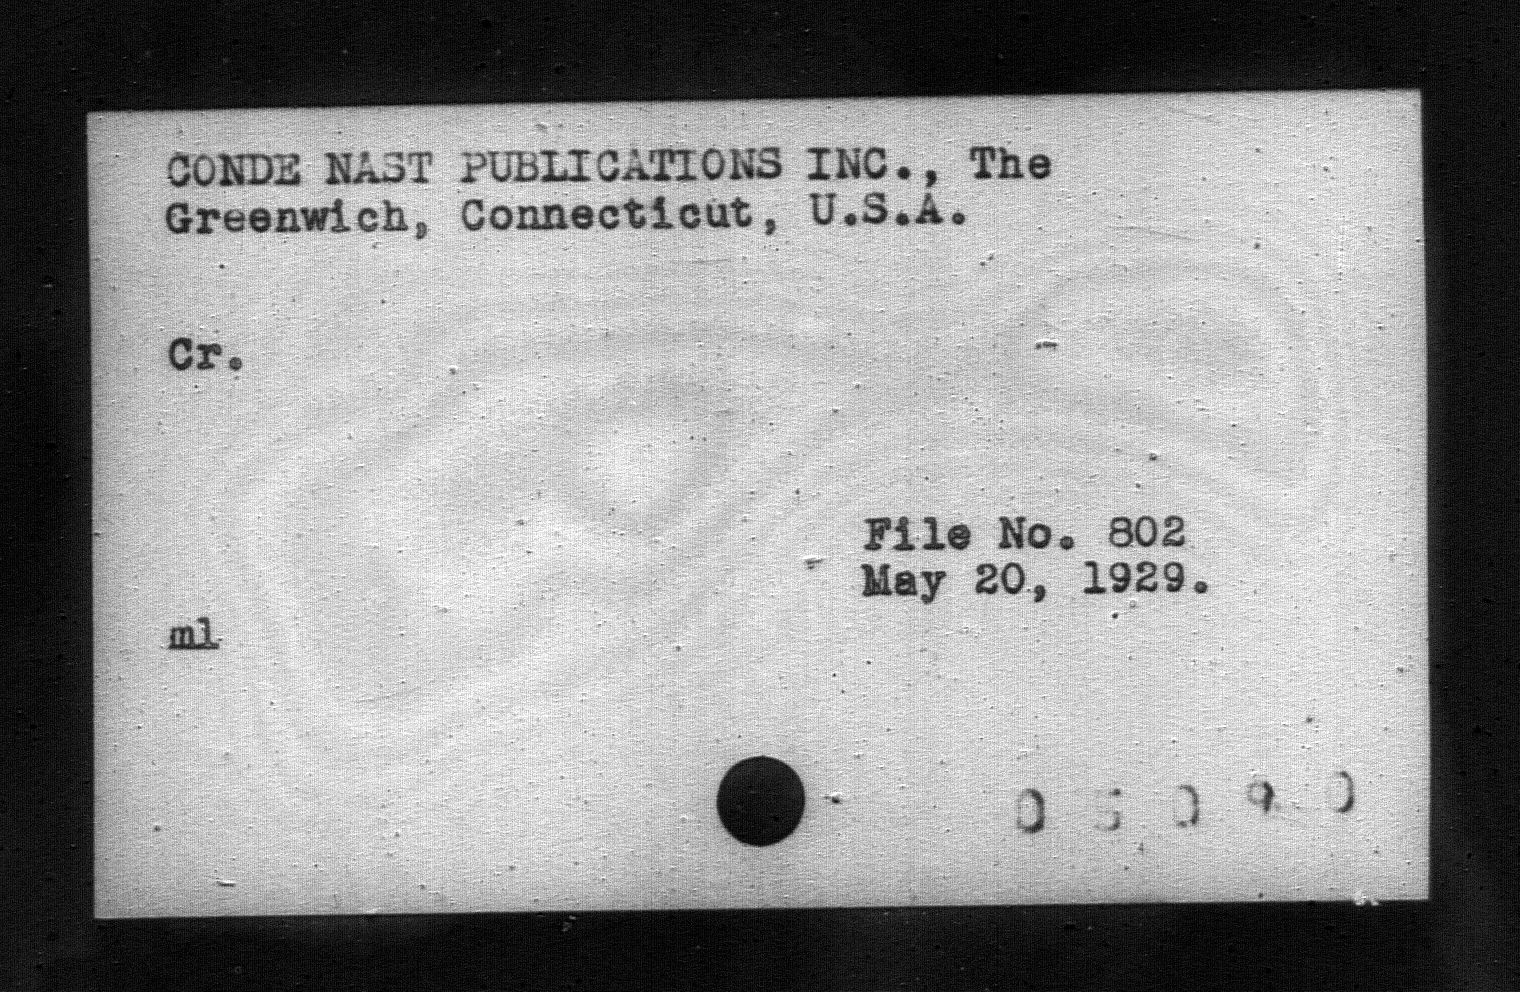 CONDE NAST PUBLICATIONS INC., The
Greenwich, Connecticut, U.S.A.
Cr.
File No. 802
May 20, 1929.
ml